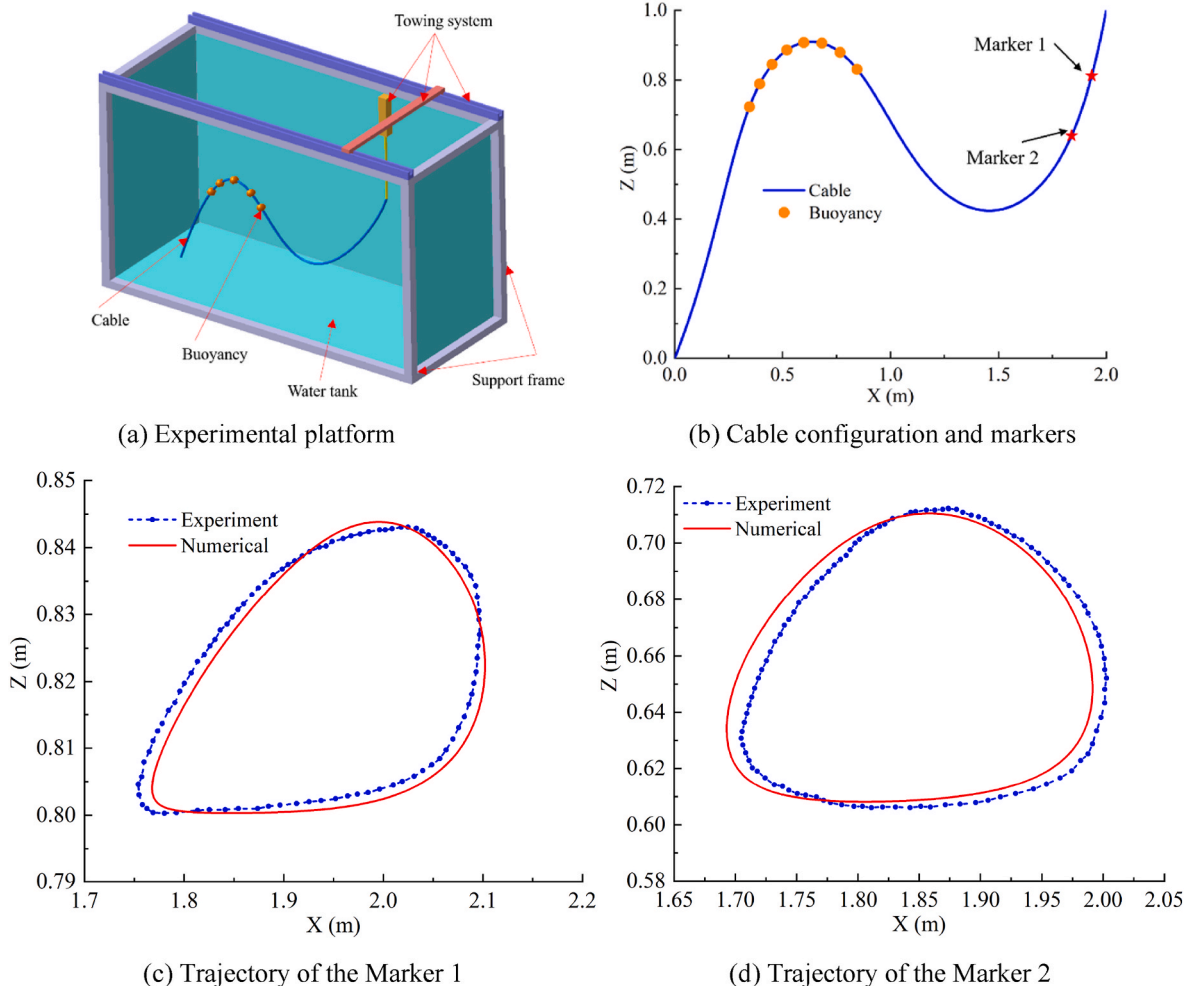 Towing system
Cable
Buoyancy
Water tank
Support frame
(a) Experimental platform
1.0
0.8
0.6
0.4
0.2
0.0
Z (m)
Marker 1
Marker 2
Cable
Buoyancy
0.0 0.5 1.0 1.5 2.0
X (m)
(b) Cable configuration and markers
0.85
0.84
0.83
0.82
0.81
0.80
0.79
Z (m)
Experiment
Numerical
1.7 1.8 1.9 2.0 2.1 2.2
X (m)
(c) Trajectory of the Marker 1
0.72
0.70
0.68
0.66
0.64
0.62
0.60
0.58
Z (m)
Experiment
Numerical
1.65 1.70 1.75 1.80 1.85 1.90 1.95 2.00 2.05
X (m)
(d) Trajectory of the Marker 2